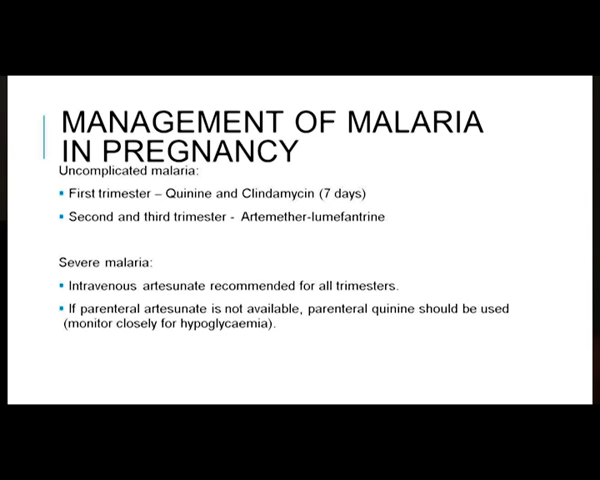 MANAGEMENT OF MALARIA
IN PREGNANCY
Uncomplicated malaria:
▪ First trimester – Quinine and Clindamycin (7 days)
▪ Second and third trimester - Artemether-lumefantrine
Severe malaria:
▪ Intravenous artesunate recommended for all trimesters.
▪ If parenteral artesunate is not available, parenteral quinine should be used
(monitor closely for hypoglycaemia).